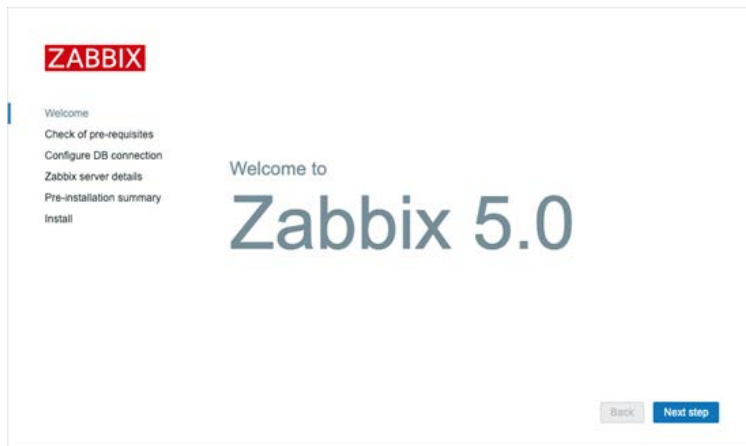 ZABBIX
Welcome
Check of pre-requisites
Configure DB connection
Zabbix server details
Pre-installation summary
Install
Welcome to
Zabbix 5.0
Back
Next step